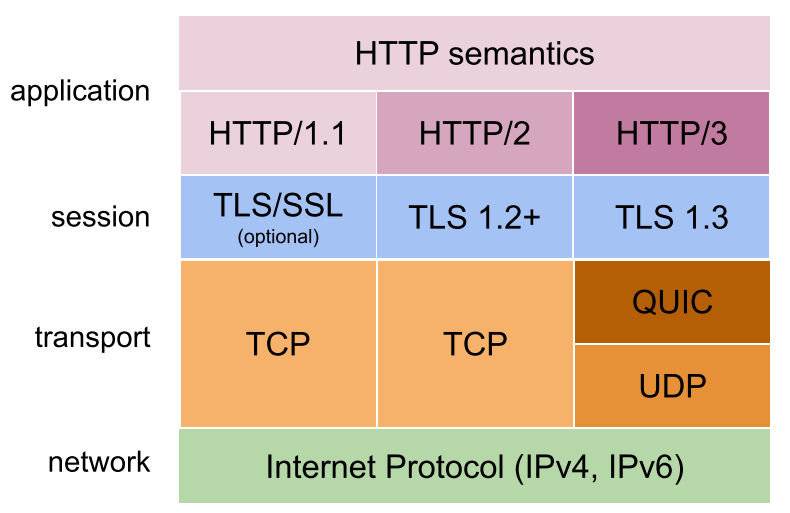 HTTP semantics
application
HTTP/1.1
HTTP/2
HTTP/3
session
TLS/SSL
(optional)
TLS 1.2+
TLS 1.3
transport
TCP
TCP
QUIC
UDP
network
Internet Protocol (IPv4, IPv6)